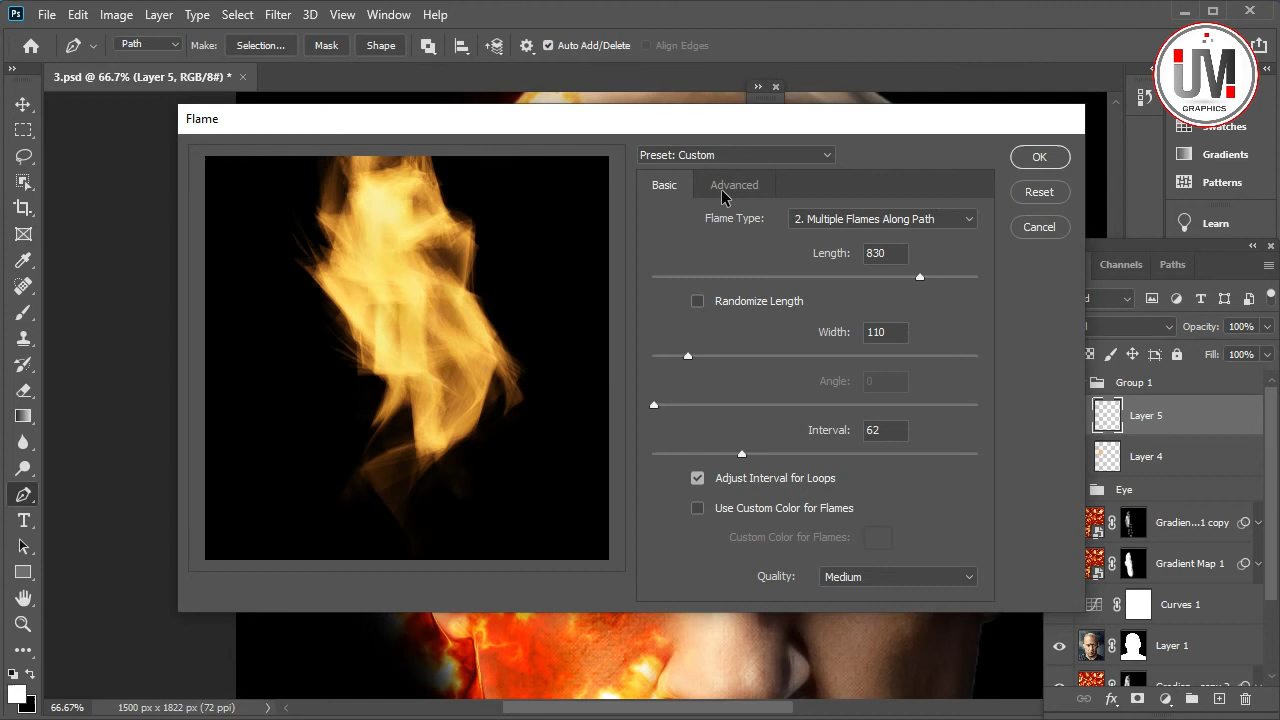 Ps File Edit Image Layer Type Select Filter 3D View Window Help
Path Make: Selection... Mask Shape Auto Add/Delete Align Edges
3.psd @ 66.7% (Layer 5, RGB/8#) * ×
UM
GRAPHICS
Swatches
Gradients
Patterns
Learn
Flame
Preset: Custom
OK
Basic Advanced
Reset
Flame Type: 2. Multiple Flames Along Path
Cancel
Length: 830
Randomize Length
Width: 110
Angle: 0
Interval: 62
Adjust Interval for Loops
Use Custom Color for Flames
Custom Color for Flames:
Quality: Medium
Channels Paths
Opacity: 100%
Fill: 100%
Group 1
Layer 5
Layer 4
Eye
Gradien...1 copy
Gradient Map 1
Curves 1
Layer 1
66.67% 1500 px x 1822 px (72 ppi)